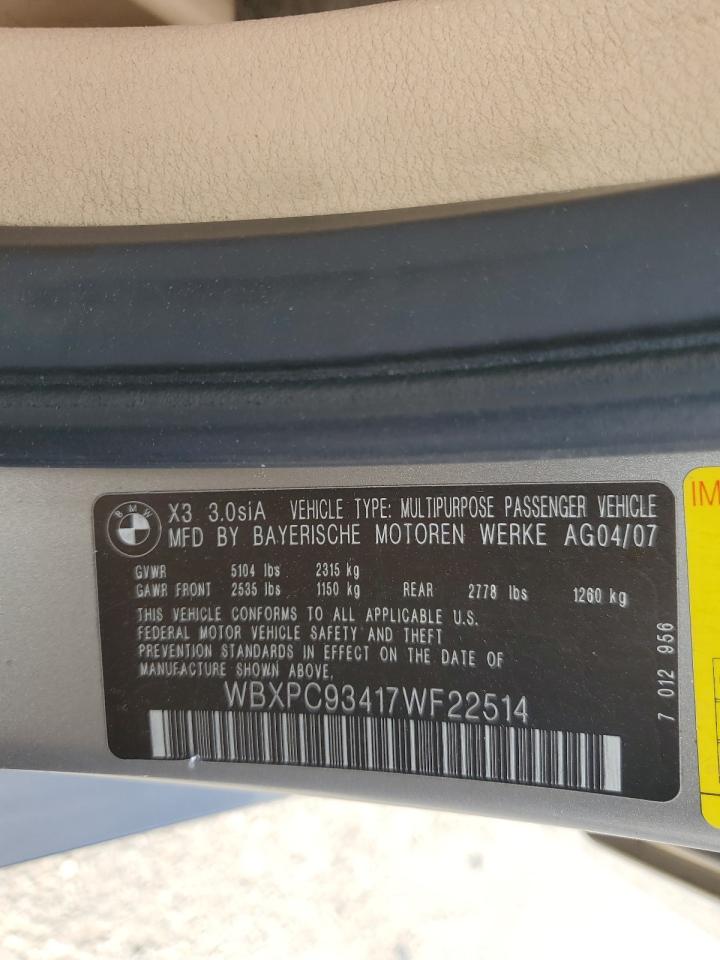 BMW
X3 3.0siA VEHICLE TYPE: MULTIPURPOSE PASSENGER VEHICLE
MFD BY BAYERISCHE MOTOREN WERKE AG04/07
GVWR 5104 lbs 2315 kg
GAWR FRONT 2535 lbs 1150 kg REAR 2778 lbs 1260 kg
THIS VEHICLE CONFORMS TO ALL APPLICABLE U.S.
FEDERAL MOTOR VEHICLE SAFETY AND THEFT
PREVENTION STANDARDS IN EFFECT ON THE DATE OF
MANUFACTURE SHOWN ABOVE.
WBXPC93417WF22514
7 012 956
IM